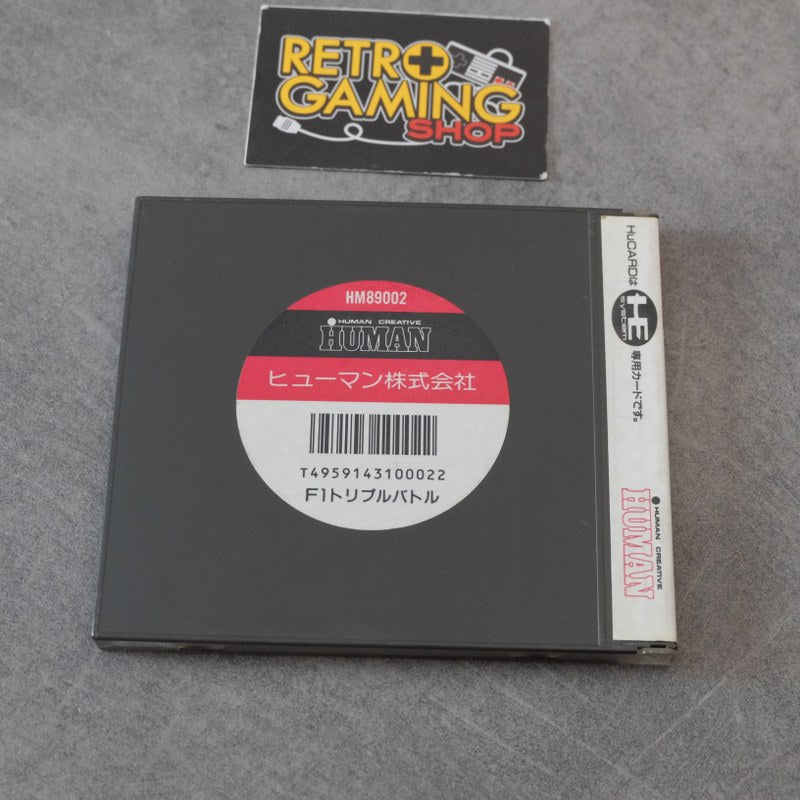 RETRO
GAMING
SHOP
HM89002
HUMAN CREATIVE
HUMAN
ヒューマン株式会社
T4959143100022
F1トリプルバトル
HuCARDは
HE
system
専用カードです。
HUMAN CREATIVE
HUMAN